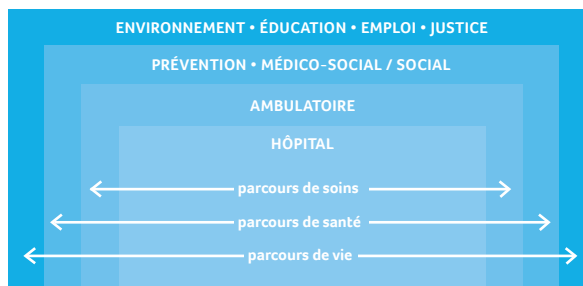 ENVIRONNEMENT • ÉDUCATION • EMPLOI • JUSTICE
PRÉVENTION • MÉDICO-SOCIAL / SOCIAL
AMBULATOIRE
HÔPITAL
parcours de soins
parcours de santé
parcours de vie